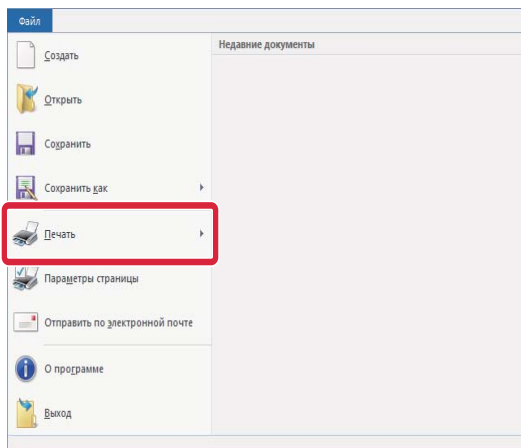 Файл
Недавние документы
Создать
Открыть
Сохранить
Сохранить как
Печать
Параметры страницы
Отправить по электронной почте
О программе
Выход